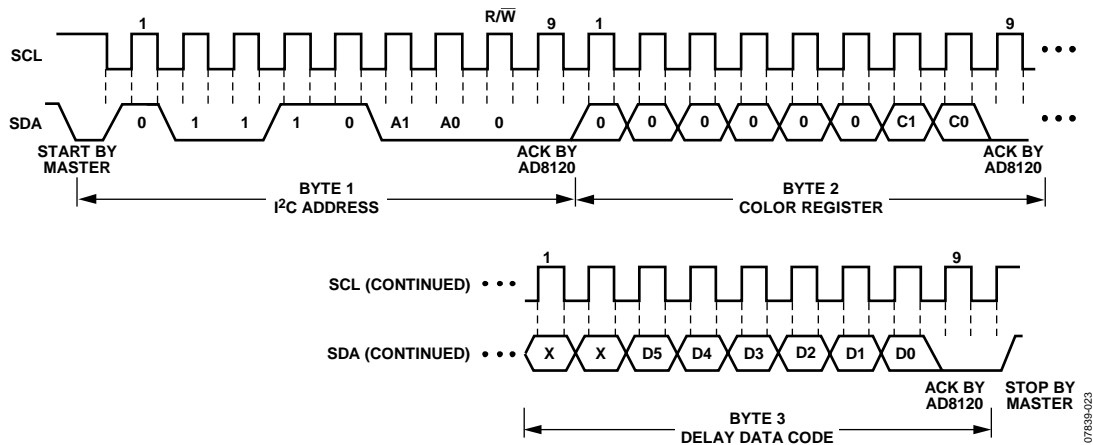 R/W̅
1 9 1 9
SCL
SDA 0 1 1 1 0 A1 A0 0 0 0 0 0 0 0 C1 C0
START BY MASTER
ACK BY AD8120
ACK BY AD8120
BYTE 1
I²C ADDRESS
BYTE 2
COLOR REGISTER
1 9
SCL (CONTINUED)
SDA (CONTINUED) X X D5 D4 D3 D2 D1 D0
ACK BY AD8120
STOP BY MASTER
BYTE 3
DELAY DATA CODE
07839-023